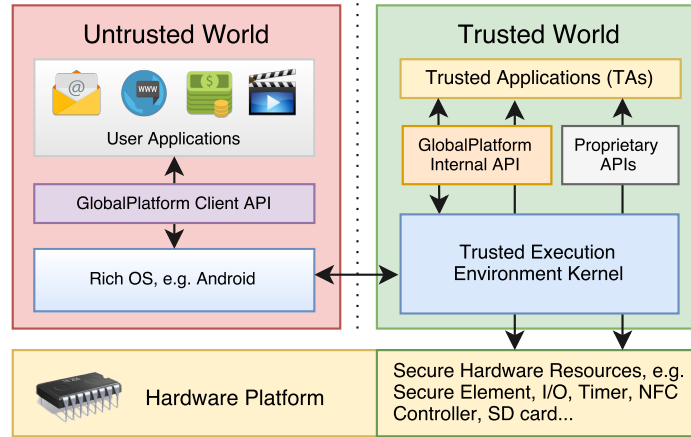 Untrusted World
@
WWW
$
User Applications
GlobalPlatform Client API
Rich OS, e.g. Android
Trusted World
Trusted Applications (TAs)
GlobalPlatform
Internal API
Proprietary
APIs
Trusted Execution
Environment Kernel
Hardware Platform
Secure Hardware Resources, e.g.
Secure Element, I/O, Timer, NFC
Controller, SD card...